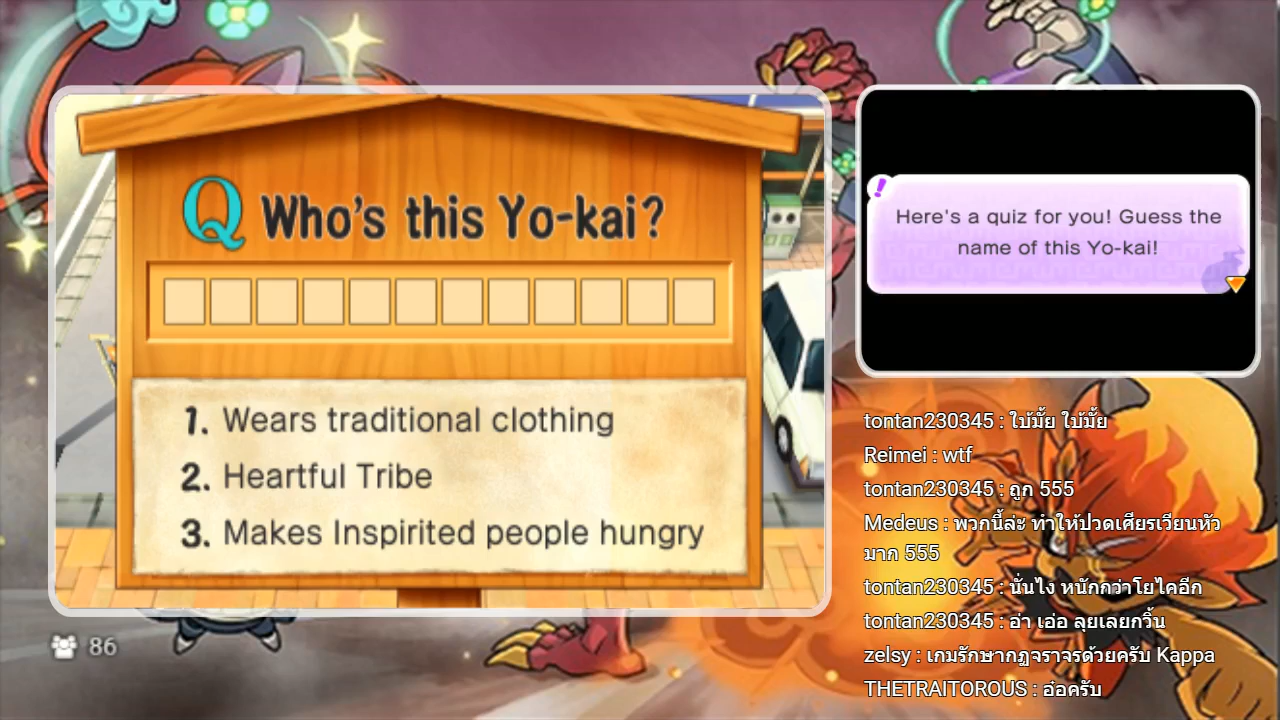 Q Who's this Yo-kai?
1. Wears traditional clothing
2. Heartful Tribe
3. Makes Inspirited people hungry
86
!
Here's a quiz for you! Guess the
name of this Yo-kai!
tontan230345 : ใบ้มั้ย ใบ้มั้ย
Reimei : wtf
tontan230345 : ถูก 555
Medeus : พวกนี้ล่ะ ทำให้ปวดเศียรเวียนหัว
มาก 555
tontan230345 : นั่นไง หนักกว่าโยไคอีก
tontan230345 : อ่า เอ่อ ลุยเลยกวิ้น
zelsy : เกมรักษากฏจราจรด้วยครับ Kappa
THETRAITOROUS : อ๋อครับ